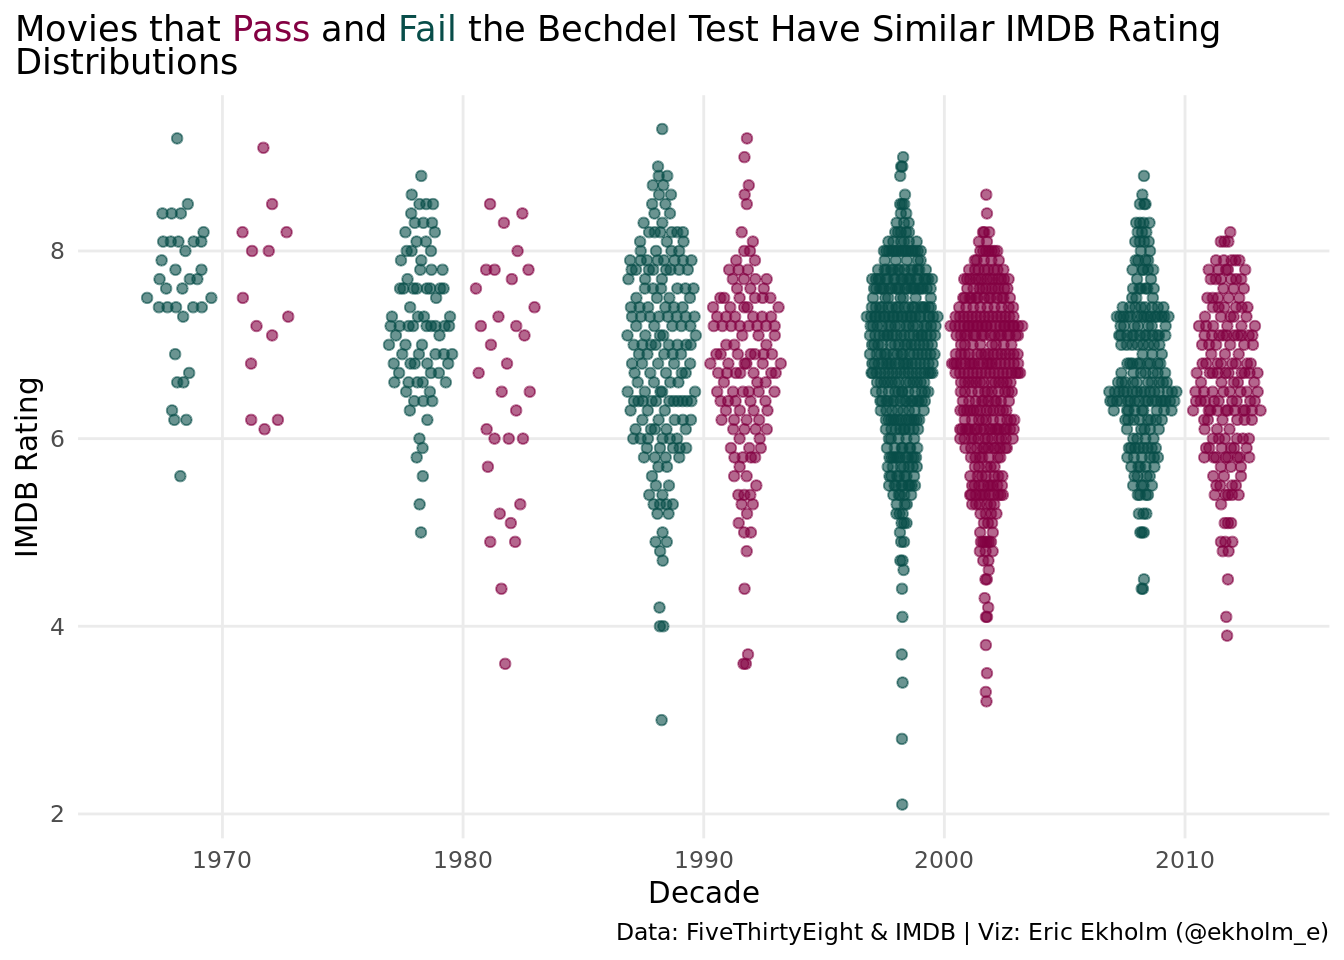 Movies that Pass and Fail the Bechdel Test Have Similar IMDB Rating
Distributions
IMDB Rating
8
6
4
2
1970 1980 1990 2000 2010
Decade
Data: FiveThirtyEight & IMDB | Viz: Eric Ekholm (@ekholm_e)